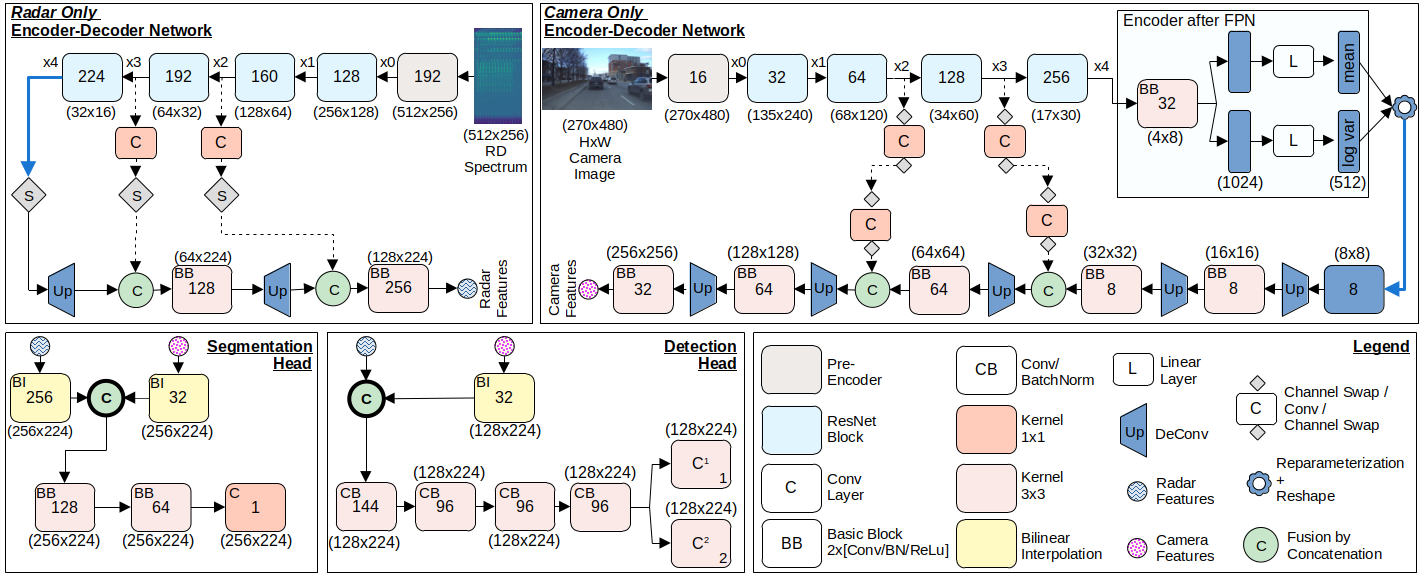 Radar Only
Encoder-Decoder Network
x4
224
(32x16)
x3
192
(64x32)
x2
160
(128x64)
x1
128
(256x128)
x0
192
(512x256)
(512x256)
RD
Spectrum
C
C
S
S
S
Up
C
(64x224)
BB
128
Up
C
(128x224)
BB
256
Radar
Features
Camera Only
Encoder-Decoder Network
(270x480)
HxW
Camera
Image
16
(270x480)
x0
32
(135x240)
x1
64
(68x120)
x2
128
(34x60)
x3
256
(17x30)
x4
Encoder after FPN
BB
32
(4x8)
(1024)
L
L
mean
log var
(512)
C
C
C
C
Camera
Features
(256x256)
BB
32
Up
(128x128)
BB
64
Up
C
(64x64)
BB
64
Up
C
(32x32)
BB
8
Up
(16x16)
BB
8
Up
(8x8)
8
Segmentation
Head
BI
256
(256x224)
C
BI
32
(256x224)
BB
128
(256x224)
BB
64
(256x224)
C
1
(256x224)
Detection
Head
C
BI
32
(128x224)
CB
144
(128x224)
(128x224)
CB
96
CB
96
(128x224)
(128x224)
CB
96
(128x224)
C1
1
(128x224)
C2
2
Legend
Pre-
Encoder
ResNet
Block
C
Conv
Layer
BB
Basic Block
2x[Conv/BN/ReLu]
CB
Conv/
BatchNorm
Kernel
1x1
Kernel
3x3
Bilinear
Interpolation
L
Linear
Layer
Up
DeConv
Radar
Features
Camera
Features
C
Channel Swap /
Conv /
Channel Swap
Reparameterization
+
Reshape
C
Fusion by
Concatenation